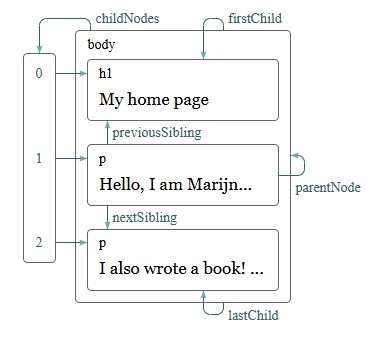 childNodes
firstChild
body
0
h1
My home page
previousSibling
1
p
Hello, I am Marijn...
parentNode
nextSibling
2
p
I also wrote a book! ...
lastChild